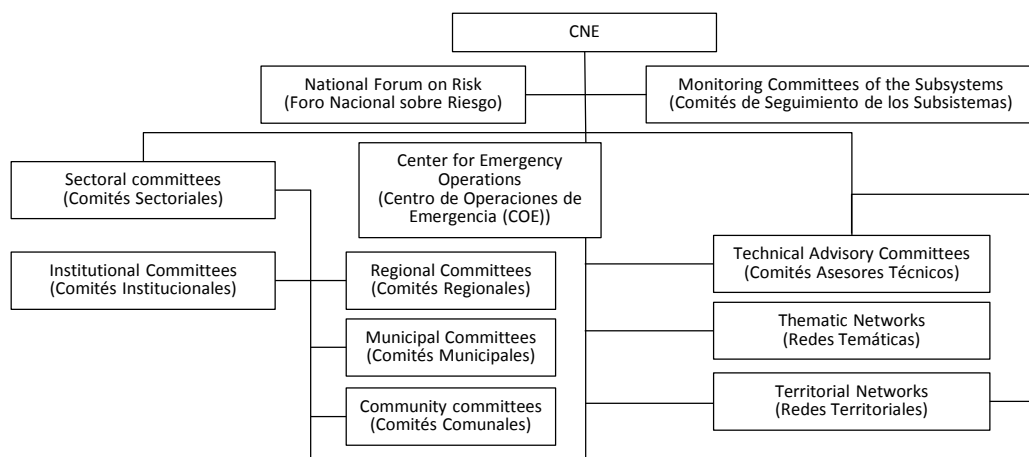 CNE
National Forum on Risk
(Foro Nacional sobre Riesgo)
Monitoring Committees of the Subsystems
(Comités de Seguimiento de los Subsistemas)
Sectoral committees
(Comités Sectoriales)
Center for Emergency
Operations
(Centro de Operaciones de
Emergencia (COE))
Institutional Committees
(Comités Institucionales)
Regional Committees
(Comités Regionales)
Technical Advisory Committees
(Comités Asesores Técnicos)
Municipal Committees
(Comités Municipales)
Thematic Networks
(Redes Temáticas)
Community committees
(Comités Comunales)
Territorial Networks
(Redes Territoriales)